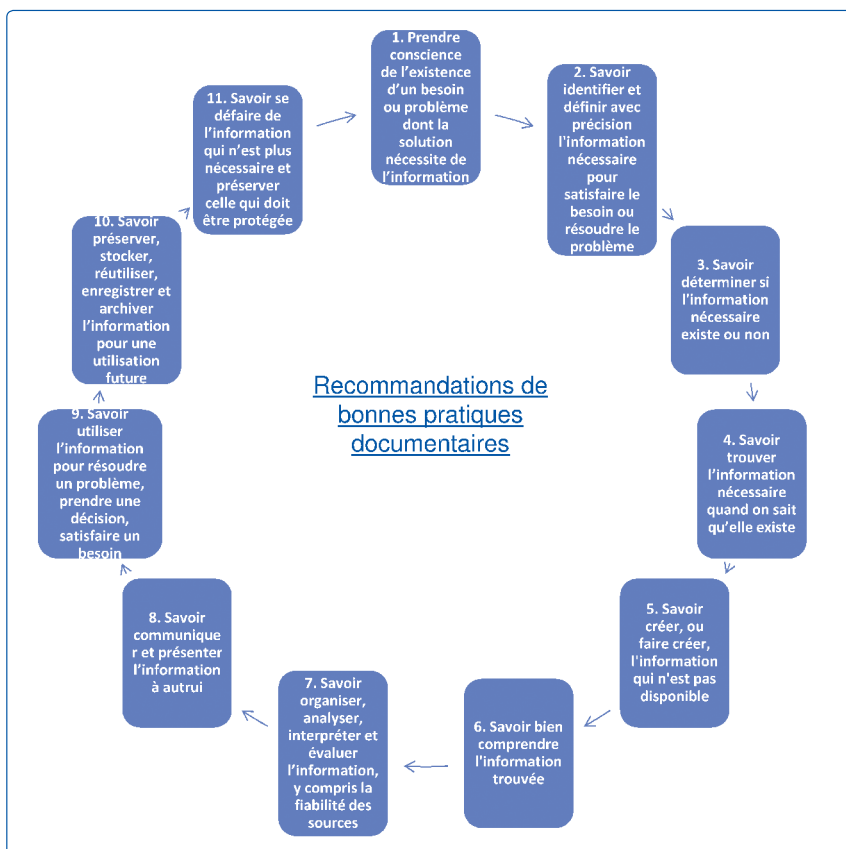 1. Prendre
conscience
de l’existence
d’un besoin
ou problème
dont la
solution
nécessite de
l’information
2. Savoir
identifier et
définir avec
précision
l'information
nécessaire
pour
satisfaire le
besoin ou
résoudre le
problème
3. Savoir
déterminer si
l'information
nécessaire
existe ou non
4. Savoir
trouver
l’information
nécessaire
quand on sait
qu’elle existe
5. Savoir
créer, ou
faire créer,
l'information
qui n'est pas
disponible
6. Savoir bien
comprendre
l'information
trouvée
7. Savoir
organiser,
analyser,
interpréter et
évaluer
l’information,
y compris la
fiabilité des
sources
8. Savoir
communique
r et présenter
l’information
à autrui
9. Savoir
utiliser
l’information
pour résoudre
un problème,
prendre une
décision,
satisfaire un
besoin
10. Savoir
préserver,
stocker,
réutiliser,
enregistrer et
archiver
l’information
pour une
utilisation
future
11. Savoir se
défaire de
l’information
qui n’est plus
nécessaire et
préserver
celle qui doit
être protégée
Recommandations de
bonnes pratiques
documentaires